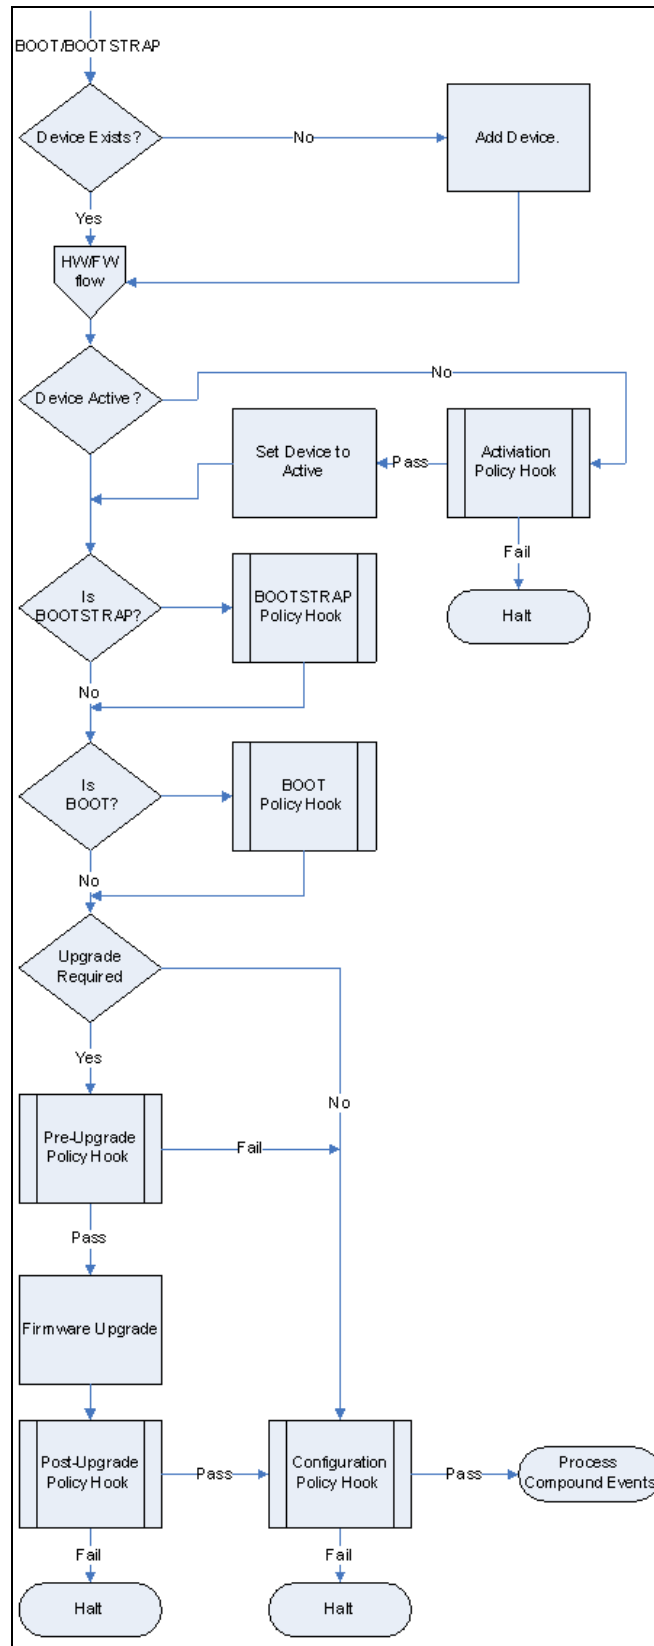 BOOT/BOOTSTRAP
Device Exists?
No
Add Device.
Yes
HW/FW
flow
Device Active?
No
Set Device to
Active
Pass
Activiation
Policy Hook
Fail
Halt
Is
BOOTSTRAP?
BOOTSTRAP
Policy Hook
No
Is
BOOT?
BOOT
Policy Hook
No
Upgrade
Required
Yes
No
Pre-Upgrade
Policy Hook
Fail
Pass
Firmware Upgrade
Post-Upgrade
Policy Hook
Pass
Configuration
Policy Hook
Pass
Process
Compound Events
Fail
Fail
Halt
Halt